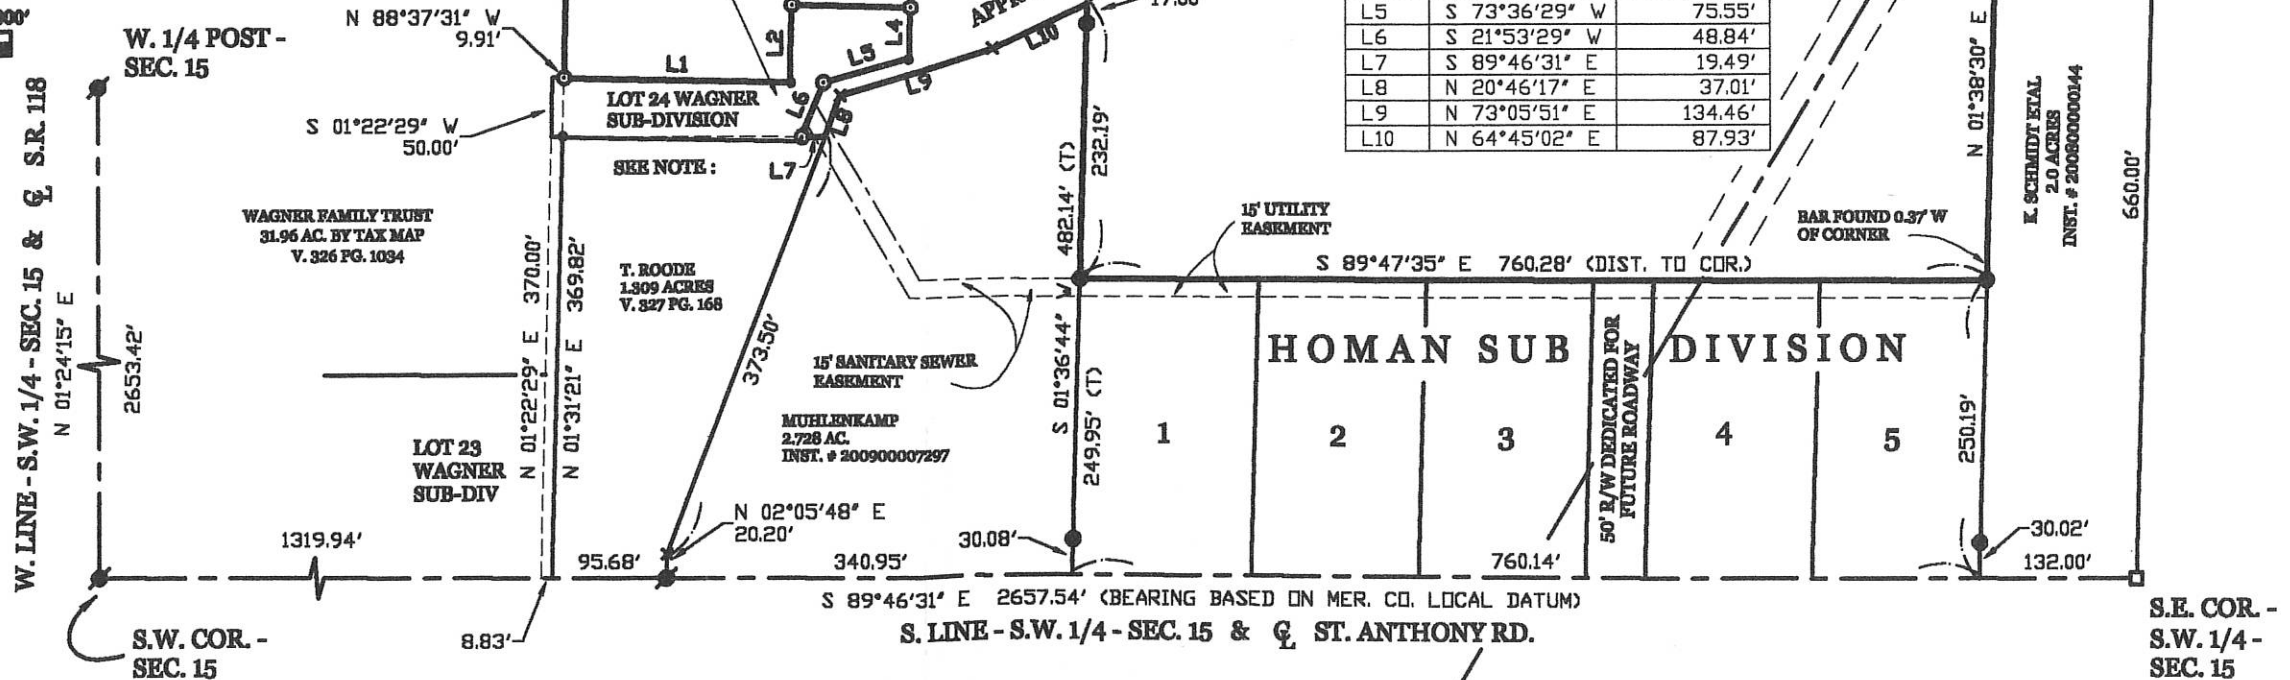 000'
N 88°37'31" W
9.91'
W. 1/4 POST -
SEC. 15
L1
L2
L4
L5
L6
L8
L9
L10
17.00'
L5 S 73°36'29" W 75.55'
L6 S 21°53'29" W 48.84'
L7 S 89°46'31" E 19.49'
L8 N 20°46'17" E 37.01'
L9 N 73°05'51" E 134.46'
L10 N 64°45'02" E 87.93'
N 01°38'30" E
K. SCHMIDT ETAL
2.0 ACRES
INST. # 200800000144
660.00'
LOT 24 WAGNER
SUB-DIVISION
S 01°22'29" W
50.00'
SEE NOTE :
L7
W. LINE - S.W. 1/4 - SEC. 15 & ℄ S.R. 118
N 01°24'15" E
2653.42'
WAGNER FAMILY TRUST
31.96 AC. BY TAX MAP
V. 326 PG. 1034
N 01°22'29" E 370.00'
N 01°31'21" E 369.82'
T. ROODE
1.309 ACRES
V. 327 PG. 168
373.50'
232.19'
S 01°36'44" W 482.14' (T)
249.95' (T)
15' UTILITY
EASEMENT
BAR FOUND 0.37' W
OF CORNER
S 89°47'35" E 760.28' (DIST. TO COR.)
HOMAN SUB DIVISION
15' SANITARY SEWER
EASEMENT
MUHLENKAMP
2.728 AC.
INST. # 200900007297
LOT 23
WAGNER
SUB-DIV
1
2
3
50' R/W DEDICATED FOR
FUTURE ROADWAY
4
5
250.19'
N 02°05'48" E
20.20'
1319.94'
95.68'
340.95'
30.08'
760.14'
30.02'
132.00'
S 89°46'31" E 2657.54' (BEARING BASED ON MER. CO. LOCAL DATUM)
S. LINE - S.W. 1/4 - SEC. 15 & ℄ ST. ANTHONY RD.
8.83'
S.W. COR. -
SEC. 15
S.E. COR. -
S.W. 1/4 -
SEC. 15